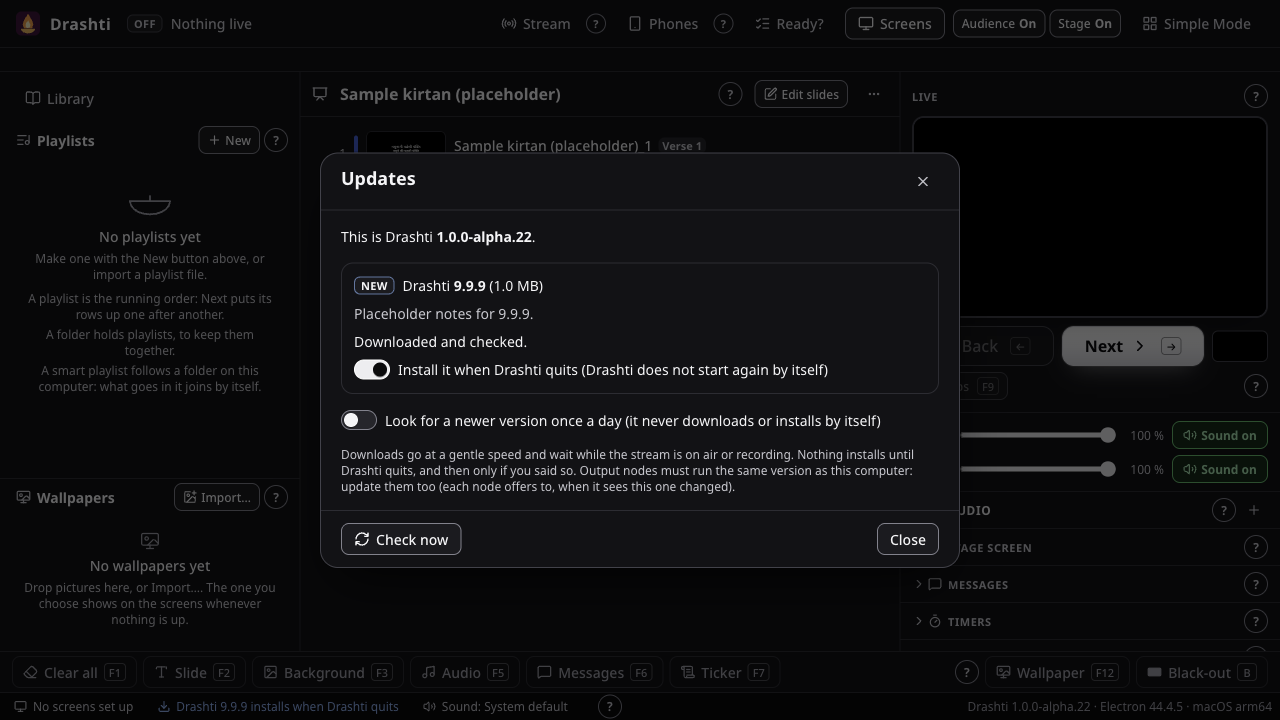 Drashti OFF Nothing live Stream ? Phones ? Ready? Screens Audience On Stage On Simple Mode
Library
Playlists + New ?
No playlists yet
Make one with the New button above, or
import a playlist file.
A playlist is the running order: Next puts its
rows up one after another.
A folder holds playlists, to keep them
together.
A smart playlist follows a folder on this
computer: what goes in it joins by itself.
Wallpapers Import... ?
No wallpapers yet
Drop pictures here, or Import.... The one you
choose shows on the screens whenever
nothing is up.
Sample kirtan (placeholder) ? Edit slides ...
Sample kirtan (placeholder) 1 Verse 1
Updates
This is Drashti 1.0.0-alpha.22.
NEW Drashti 9.9.9 (1.0 MB)
Placeholder notes for 9.9.9.
Downloaded and checked.
Install it when Drashti quits (Drashti does not start again by itself)
Look for a newer version once a day (it never downloads or installs by itself)
Downloads go at a gentle speed and wait while the stream is on air or recording. Nothing installs until
Drashti quits, and then only if you said so. Output nodes must run the same version as this computer:
update them too (each node offers to, when it sees this one changed).
Check now Close
LIVE ?
Back ← Next →
F9 ?
100 % Sound on
100 % Sound on
? +
?
MESSAGES ?
TIMERS ?
Clear all F1 Slide F2 Background F3 Audio F5 Messages F6 Ticker F7 ? Wallpaper F12 Black-out B
No screens set up Drashti 9.9.9 installs when Drashti quits Sound: System default ? Drashti 1.0.0-alpha.22 · Electron 44.4.5 · macOS arm64